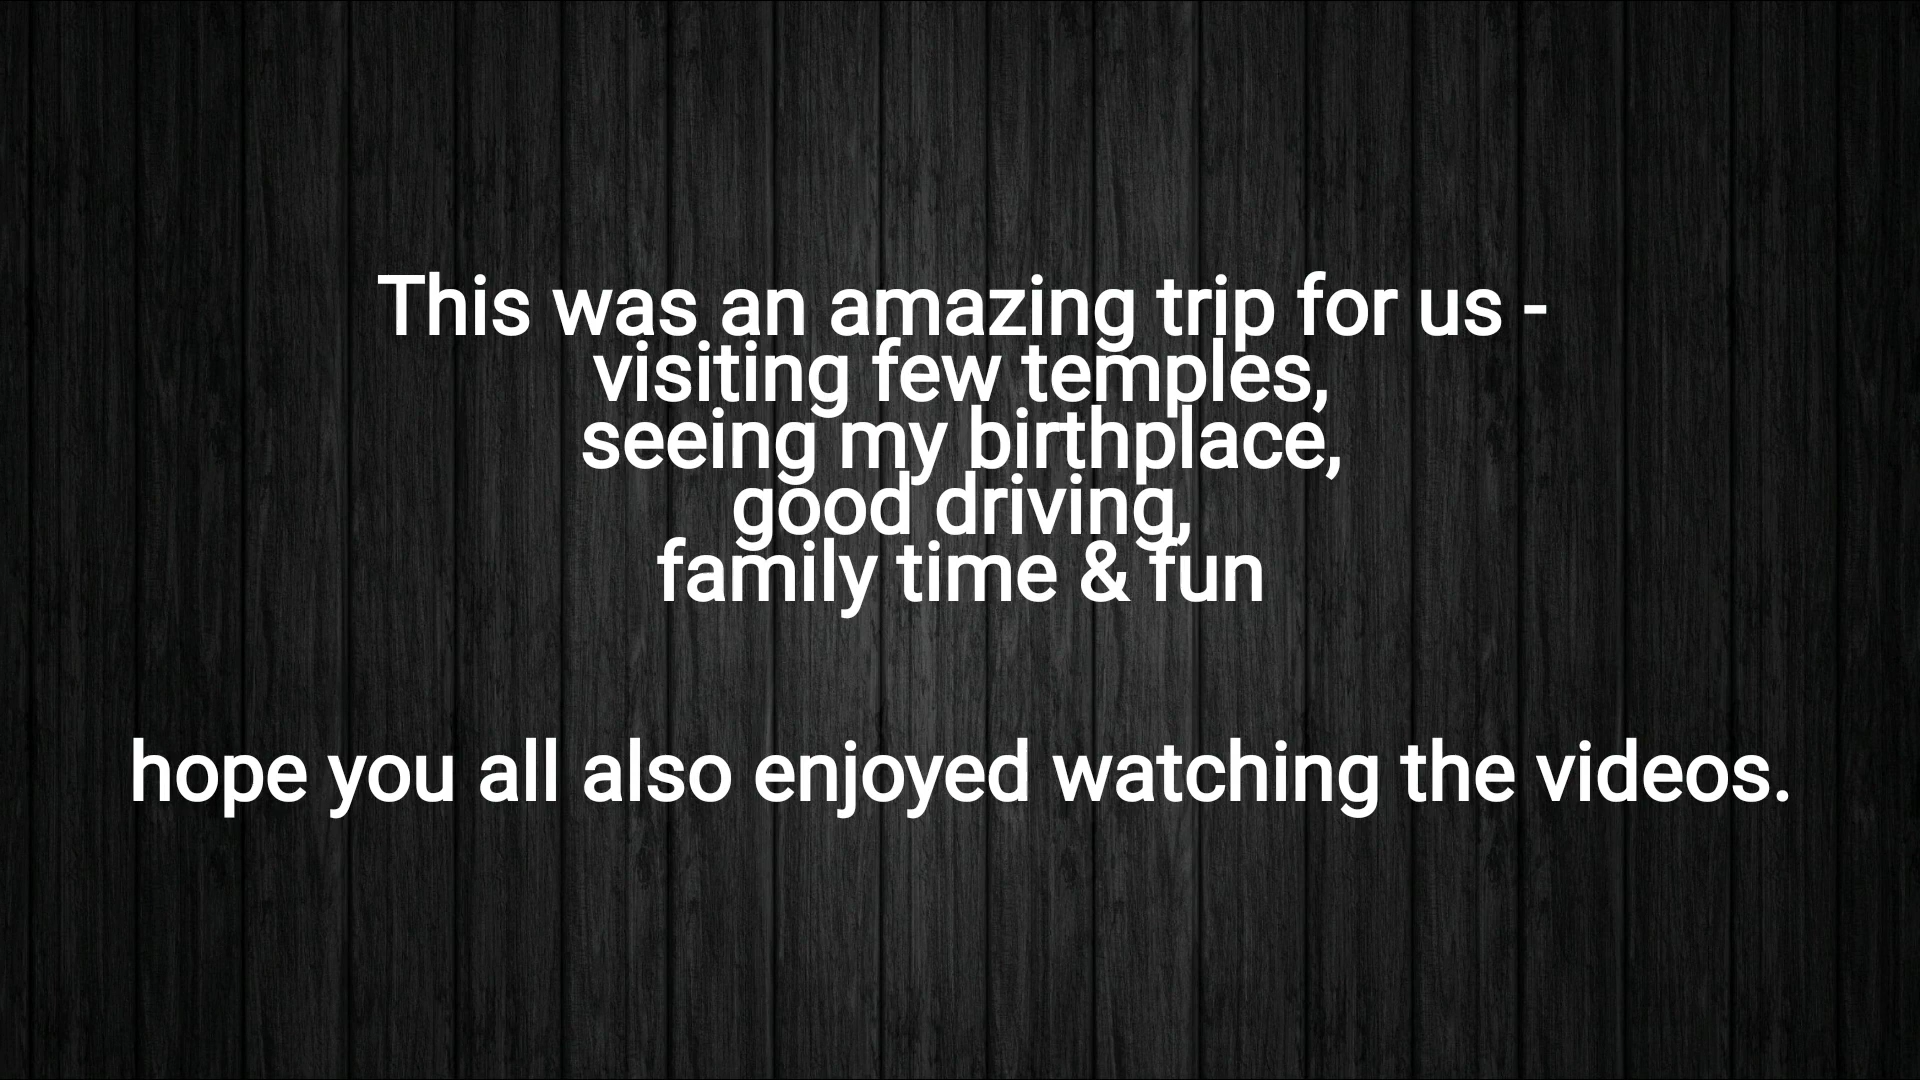 This was an amazing trip for us -
visiting few temples,
seeing my birthplace,
good driving,
family time & fun
hope you all also enjoyed watching the videos.